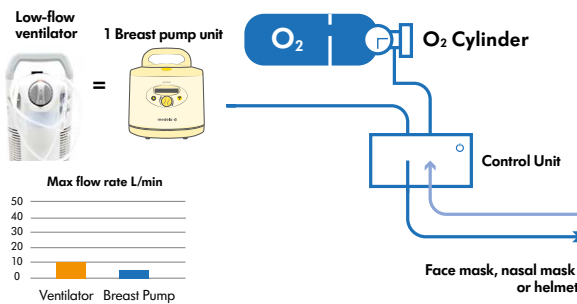 Low-flow
ventilator
=
1 Breast pump unit
O2
O2 Cylinder
Control Unit
Max flow rate L/min
50
40
30
20
10
0
Ventilator
Breast Pump
Face mask, nasal mask
or helmet